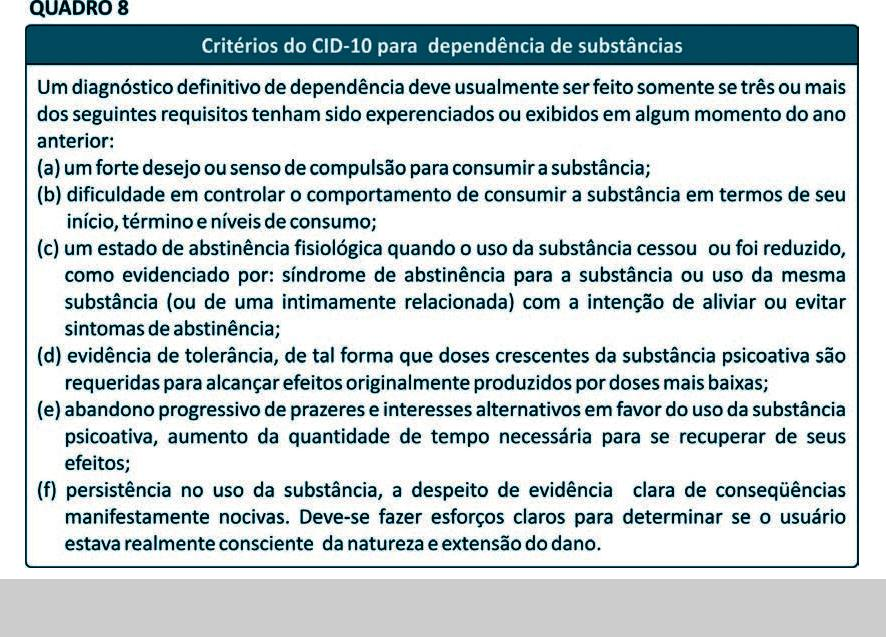 QUADRO 8
Critérios do CID-10 para dependência de substâncias
Um diagnóstico definitivo de dependência deve usualmente ser feito somente se três ou mais
dos seguintes requisitos tenham sido experenciados ou exibidos em algum momento do ano
anterior:
(a) um forte desejo ou senso de compulsão para consumir a substância;
(b) dificuldade em controlar o comportamento de consumir a substância em termos de seu
início, término e níveis de consumo;
(c) um estado de abstinência fisiológica quando o uso da substância cessou ou foi reduzido,
como evidenciado por: síndrome de abstinência para a substância ou uso da mesma
substância (ou de uma intimamente relacionada) com a intenção de aliviar ou evitar
sintomas de abstinência;
(d) evidência de tolerância, de tal forma que doses crescentes da substância psicoativa são
requeridas para alcançar efeitos originalmente produzidos por doses mais baixas;
(e) abandono progressivo de prazeres e interesses alternativos em favor do uso da substância
psicoativa, aumento da quantidade de tempo necessária para se recuperar de seus
efeitos;
(f) persistência no uso da substância, a despeito de evidência clara de conseqüências
manifestamente nocivas. Deve-se fazer esforços claros para determinar se o usuário
estava realmente consciente da natureza e extensão do dano.